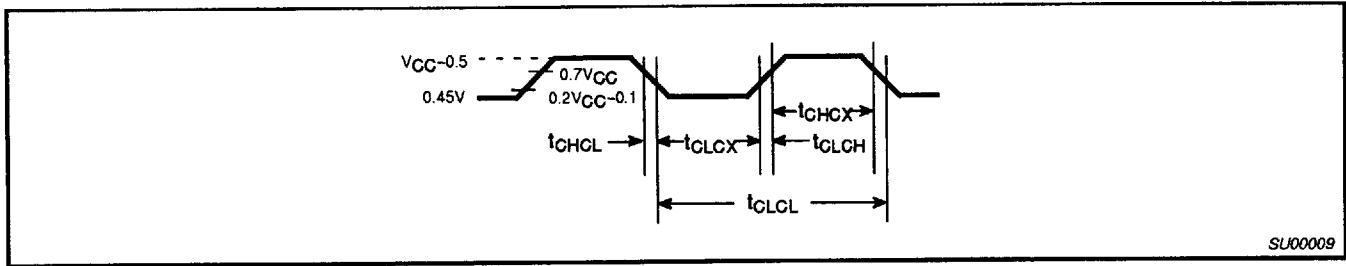 VCC–0.5
0.7VCC
0.45V
0.2VCC–0.1
tCHCX
tCHCL
tCLCX
tCLCH
tCLCL
SU00009